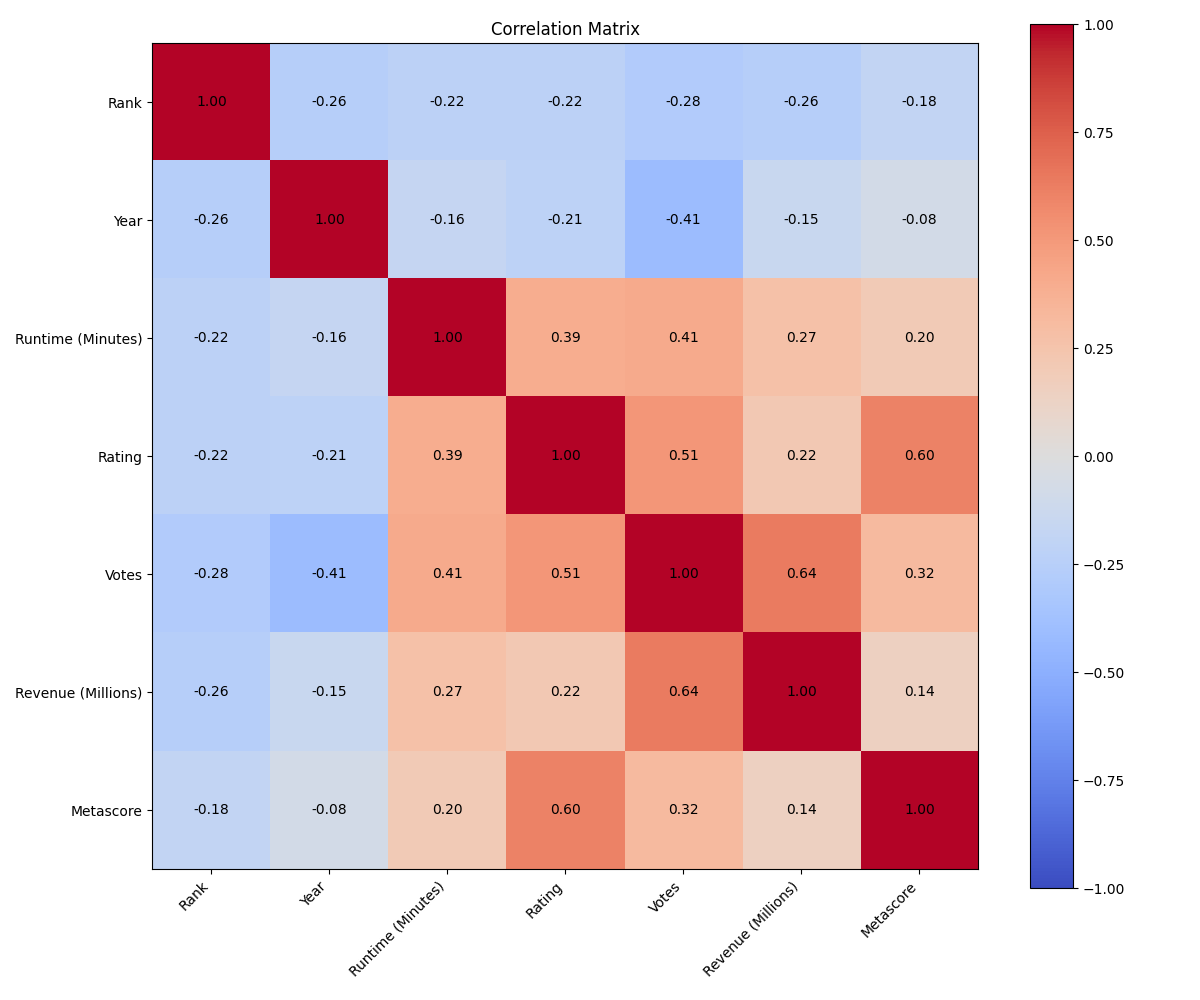 Correlation Matrix
Rank 1.00 -0.26 -0.22 -0.22 -0.28 -0.26 -0.18
Year -0.26 1.00 -0.16 -0.21 -0.41 -0.15 -0.08
Runtime (Minutes) -0.22 -0.16 1.00 0.39 0.41 0.27 0.20
Rating -0.22 -0.21 0.39 1.00 0.51 0.22 0.60
Votes -0.28 -0.41 0.41 0.51 1.00 0.64 0.32
Revenue (Millions) -0.26 -0.15 0.27 0.22 0.64 1.00 0.14
Metascore -0.18 -0.08 0.20 0.60 0.32 0.14 1.00
Rank Year Runtime (Minutes) Rating Votes Revenue (Millions) Metascore
1.00
0.75
0.50
0.25
0.00
−0.25
−0.50
−0.75
−1.00